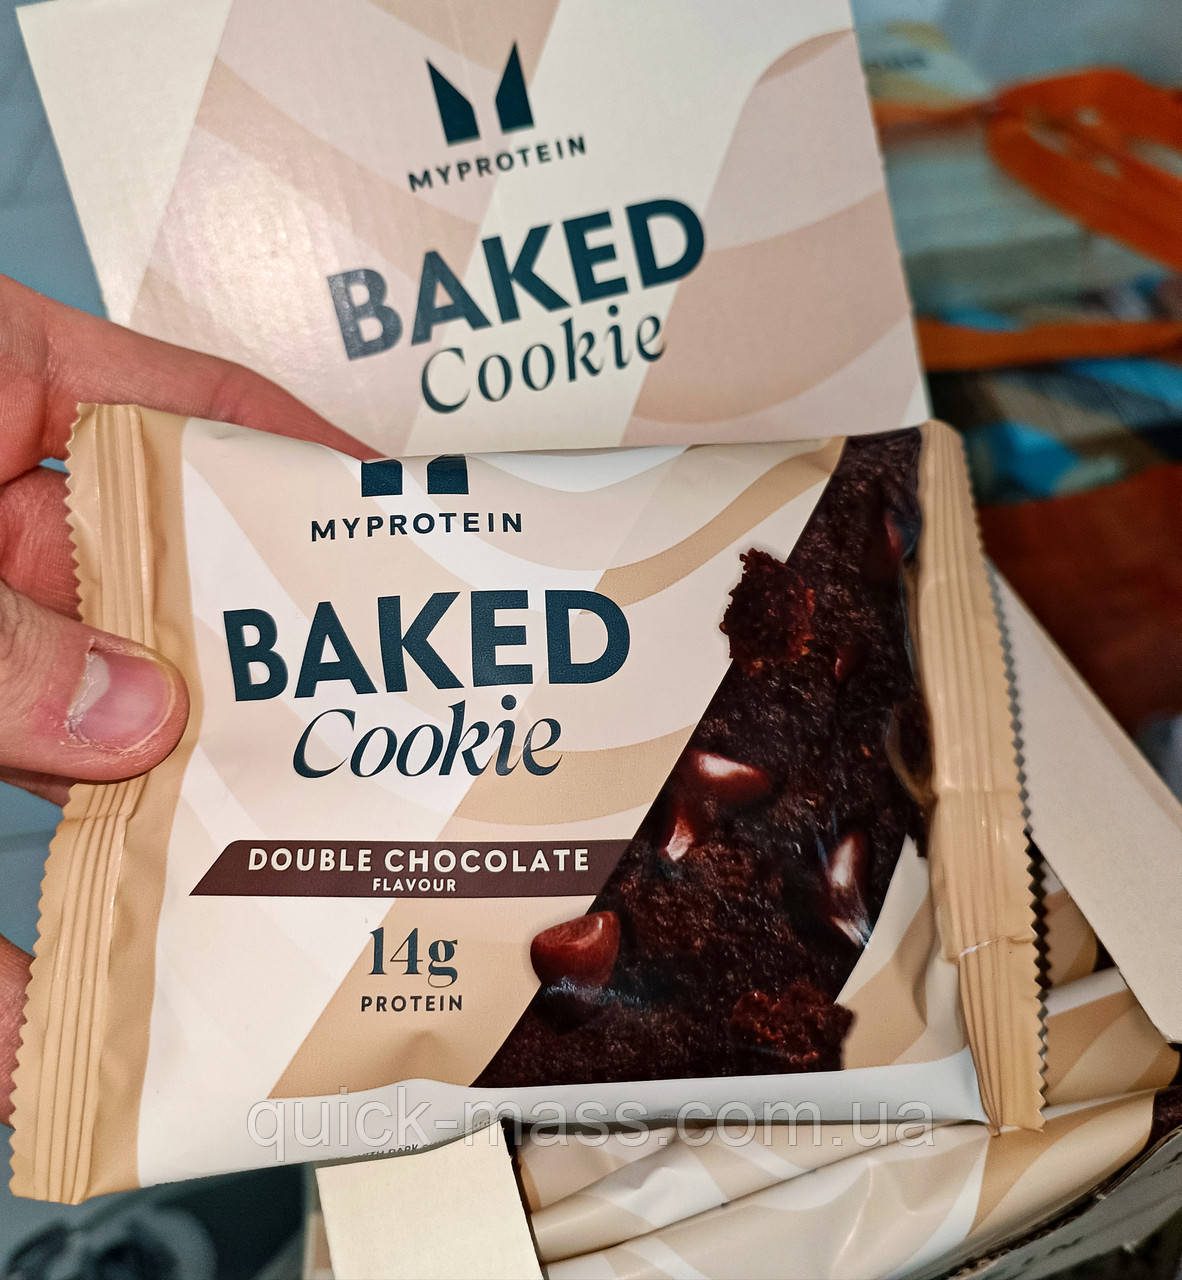 MYPROTEIN
BAKED
Cookie
MYPROTEIN
BAKED
Cookie
DOUBLE CHOCOLATE
FLAVOUR
14g
PROTEIN
quick-mass.com.ua